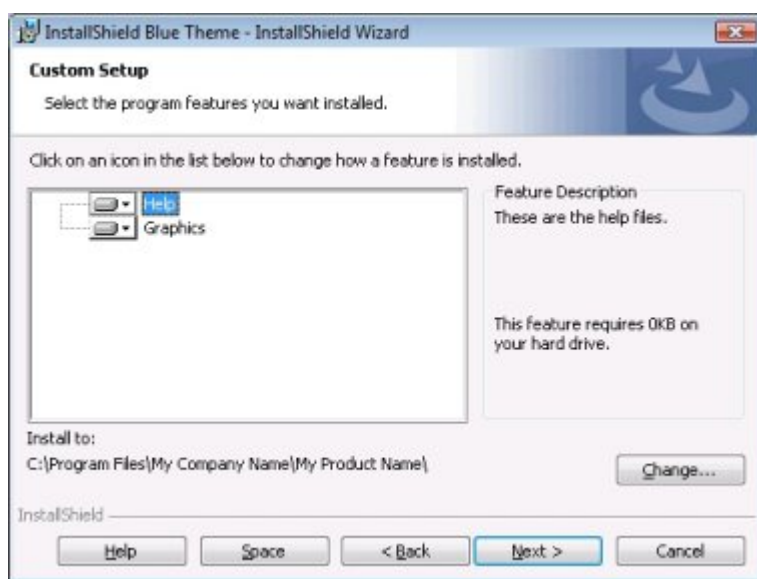 InstallShield Blue Theme - InstallShield Wizard
Custom Setup
Select the program features you want installed.
Click on an icon in the list below to change how a feature is installed.
Help
Graphics
Feature Description
These are the help files.
This feature requires 0KB on
your hard drive.
Install to:
C:\Program Files\My Company Name\My Product Name\
Change...
InstallShield
Help
Space
< Back
Next >
Cancel